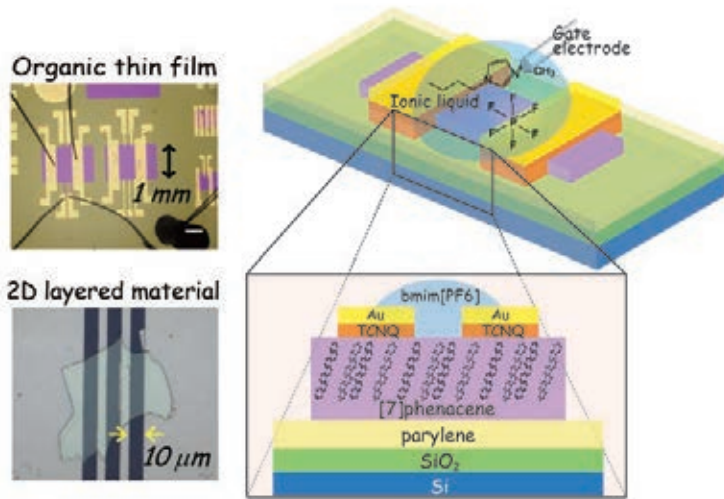 Organic thin film
1 mm
2D layered material
10 μm
Gate
electrode
N
N
CH₃
Ionic liquid
F
F
F
P
F
F
F
bmim[PF6]
Au
Au
TCNQ
TCNQ
[7]phenacene
parylene
SiO₂
Si